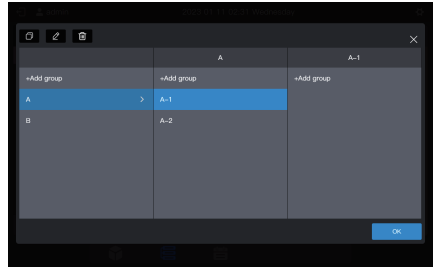 A A-1
+Add group +Add group +Add group
A A-1
B A-2
OK